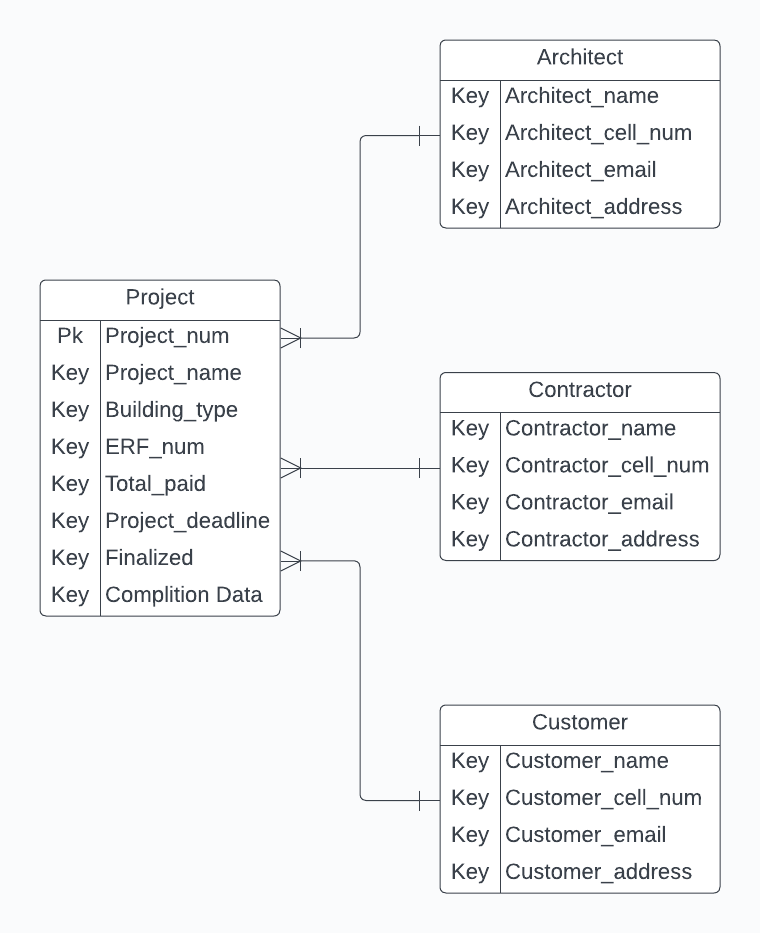 Architect
Key Architect_name
Key Architect_cell_num
Key Architect_email
Key Architect_address
Project
Pk Project_num
Key Project_name
Key Building_type
Key ERF_num
Key Total_paid
Key Project_deadline
Key Finalized
Key Complition Data
Contractor
Key Contractor_name
Key Contractor_cell_num
Key Contractor_email
Key Contractor_address
Customer
Key Customer_name
Key Customer_cell_num
Key Customer_email
Key Customer_address